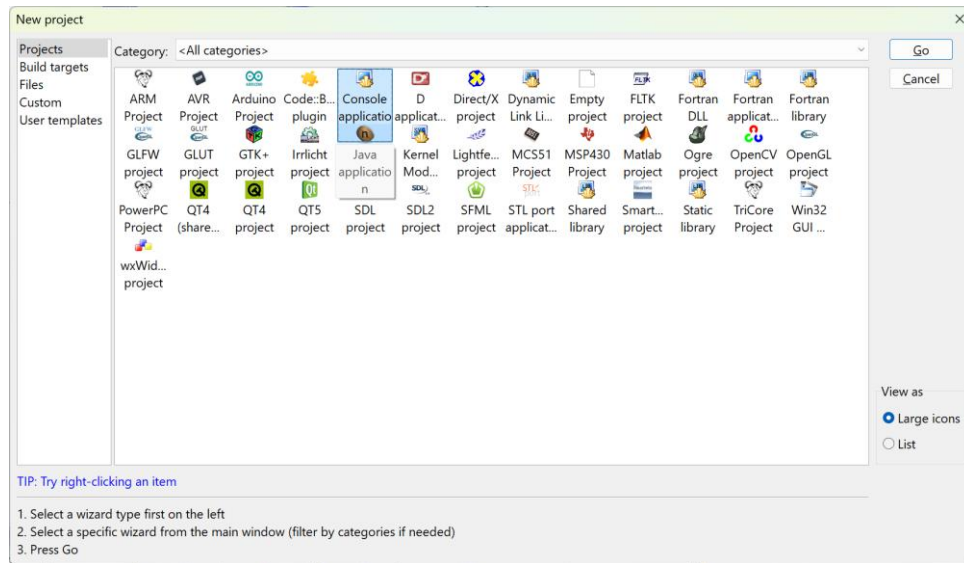 New project
Projects
Build targets
Files
Custom
User templates
Category: <All categories>
Go
Cancel
ARM Project
AVR Project
Arduino Project
Code::B... plugin
Console applicatio n
D applicat...
Direct/X project
Dynamic Link Li...
Empty project
FLTK project
Fortran DLL
Fortran applicat...
Fortran library
GLFW project
GLUT project
GTK+ project
Irrlicht project
Java applicatio n
Kernel Mod...
Lightfe... project
MCS51 Project
MSP430 Project
Matlab project
Ogre project
OpenCV project
OpenGL project
PowerPC Project
QT4 (share...
QT4 project
QT5 project
SDL project
SDL2 project
SFML project
STL port applicat...
Shared library
Smart... project
Static library
TriCore Project
Win32 GUI ...
wxWid... project
View as
Large icons
List
TIP: Try right-clicking an item
1. Select a wizard type first on the left
2. Select a specific wizard from the main window (filter by categories if needed)
3. Press Go